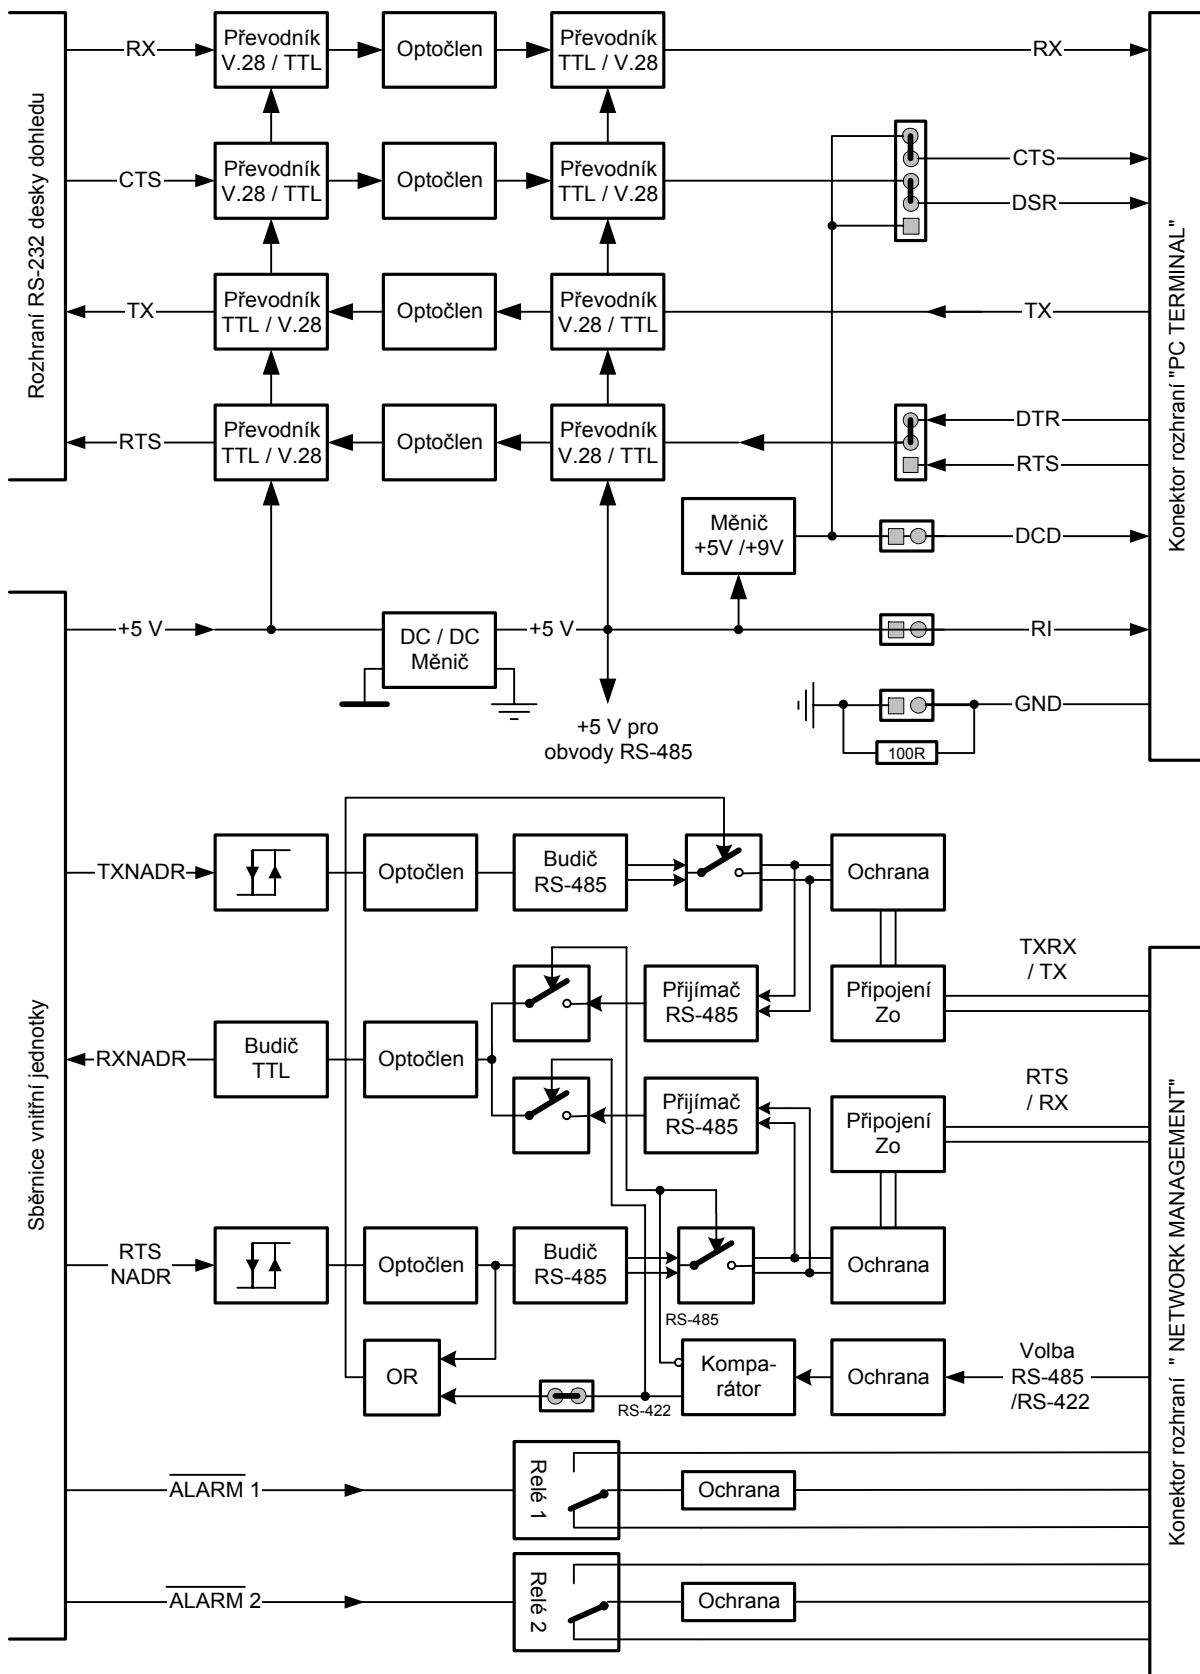 Rozhraní RS-232 desky dohledu
RX
Převodník
V.28 / TTL
Optočlen
Převodník
TTL / V.28
RX
CTS
Převodník
V.28 / TTL
Optočlen
Převodník
TTL / V.28
CTS
DSR
TX
Převodník
TTL / V.28
Optočlen
Převodník
V.28 / TTL
TX
RTS
Převodník
TTL / V.28
Optočlen
Převodník
V.28 / TTL
DTR
RTS
Měnič
+5V /+9V
DCD
Konektor rozhraní "PC TERMINAL"
+5 V
DC / DC
Měnič
+5 V
RI
+5 V pro
obvody RS-485
GND
100R
Sběrnice vnitřní jednotky
TXNADR
Optočlen
Budič
RS-485
Ochrana
TXRX
/ TX
Přijímač
RS-485
Připojení
Zo
RXNADR
Budič
TTL
Optočlen
Přijímač
RS-485
Připojení
Zo
RTS
/ RX
RTS
NADR
Optočlen
Budič
RS-485
Ochrana
RS-485
OR
RS-422
Kompa-
rátor
Ochrana
Volba
RS-485
/RS-422
Konektor rozhraní " NETWORK MANAGEMENT"
ALARM 1
Relé 1
Ochrana
ALARM 2
Relé 2
Ochrana